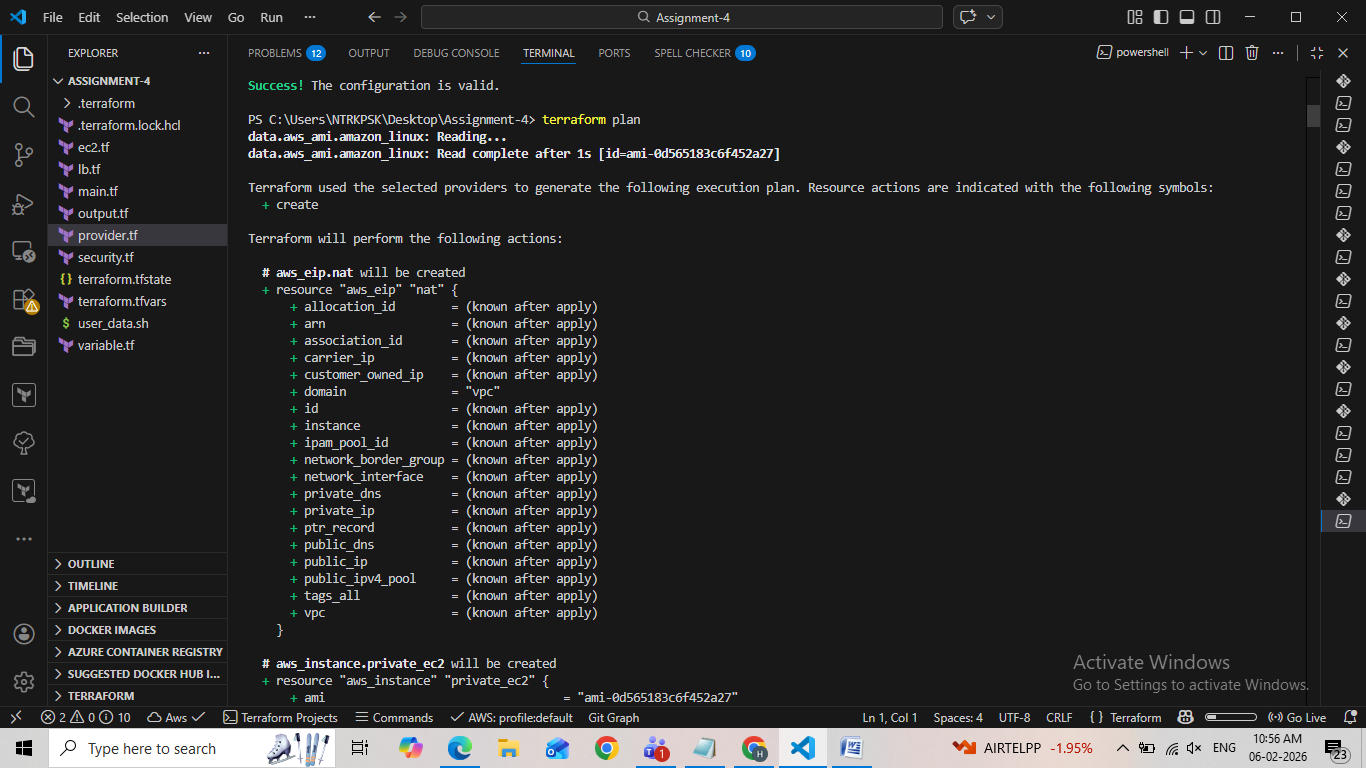 File Edit Selection View Go Run ··· Assignment-4
EXPLORER ···
ASSIGNMENT-4
.terraform
.terraform.lock.hcl
ec2.tf
lb.tf
main.tf
output.tf
provider.tf
security.tf
{} terraform.tfstate
terraform.tfvars
$ user_data.sh
variable.tf
OUTLINE
TIMELINE
APPLICATION BUILDER
DOCKER IMAGES
AZURE CONTAINER REGISTRY
SUGGESTED DOCKER HUB I...
TERRAFORM
PROBLEMS 12 OUTPUT DEBUG CONSOLE TERMINAL PORTS SPELL CHECKER 10 powershell
Success! The configuration is valid.
PS C:\Users\NTRKPSK\Desktop\Assignment-4> terraform plan
data.aws_ami.amazon_linux: Reading...
data.aws_ami.amazon_linux: Read complete after 1s [id=ami-0d565183c6f452a27]
Terraform used the selected providers to generate the following execution plan. Resource actions are indicated with the following symbols:
+ create
Terraform will perform the following actions:
# aws_eip.nat will be created
+ resource "aws_eip" "nat" {
+ allocation_id = (known after apply)
+ arn = (known after apply)
+ association_id = (known after apply)
+ carrier_ip = (known after apply)
+ customer_owned_ip = (known after apply)
+ domain = "vpc"
+ id = (known after apply)
+ instance = (known after apply)
+ ipam_pool_id = (known after apply)
+ network_border_group = (known after apply)
+ network_interface = (known after apply)
+ private_dns = (known after apply)
+ private_ip = (known after apply)
+ ptr_record = (known after apply)
+ public_dns = (known after apply)
+ public_ip = (known after apply)
+ public_ipv4_pool = (known after apply)
+ tags_all = (known after apply)
+ vpc = (known after apply)
}
# aws_instance.private_ec2 will be created
+ resource "aws_instance" "private_ec2" {
+ ami = "ami-0d565183c6f452a27"
Activate Windows
Go to Settings to activate Windows.
2 0 10 Aws Terraform Projects Commands AWS: profile:default Git Graph Ln 1, Col 1 Spaces: 4 UTF-8 CRLF {} Terraform Go Live
Type here to search 1 H AIRTELPP -1.95% ENG 10:56 AM
06-02-2026 23